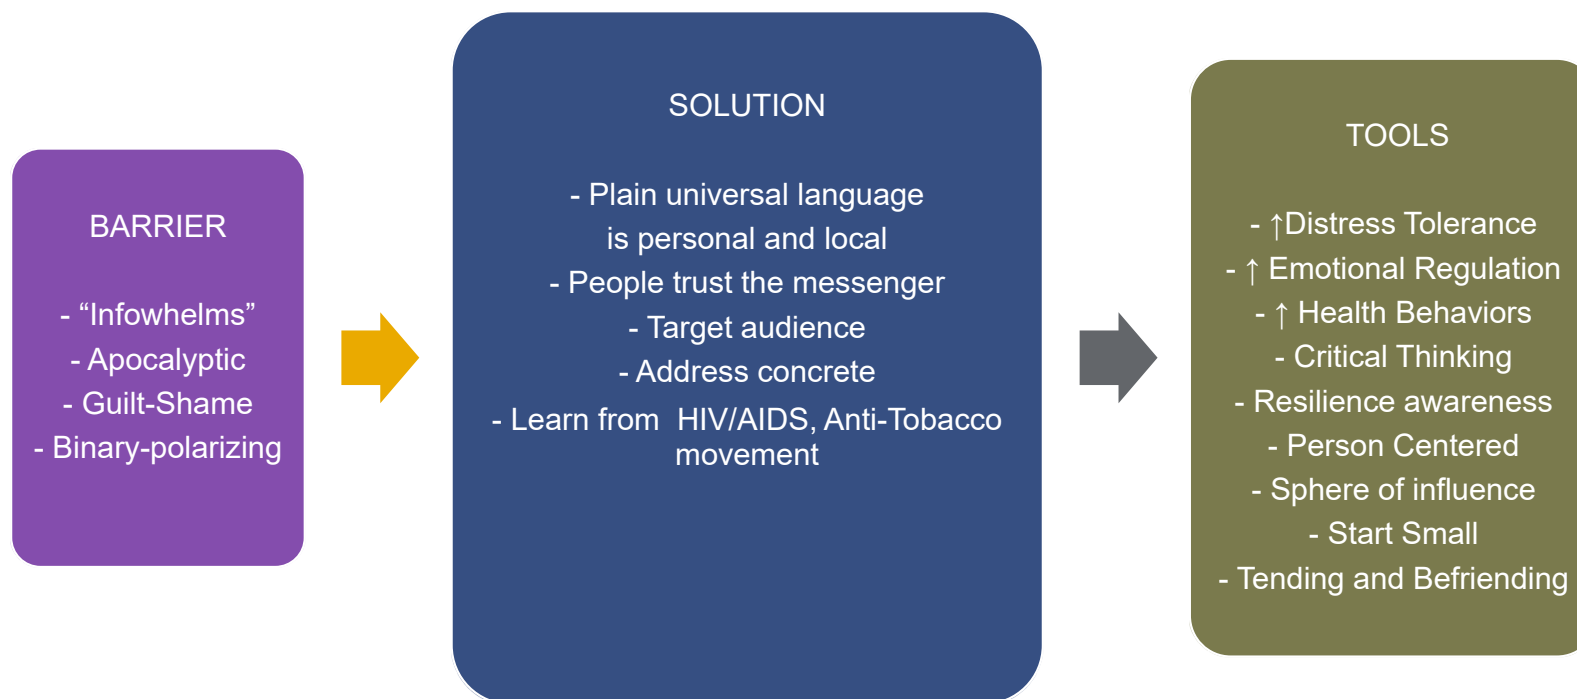 BARRIER
- “Infowhelms”
- Apocalyptic
- Guilt-Shame
- Binary-polarizing
SOLUTION
- Plain universal language
is personal and local
- People trust the messenger
- Target audience
- Address concrete
- Learn from  HIV/AIDS, Anti-Tobacco
movement
TOOLS
- ↑Distress Tolerance
- ↑ Emotional Regulation
- ↑ Health Behaviors
- Critical Thinking
- Resilience awareness
- Person Centered
- Sphere of influence
- Start Small
- Tending and Befriending